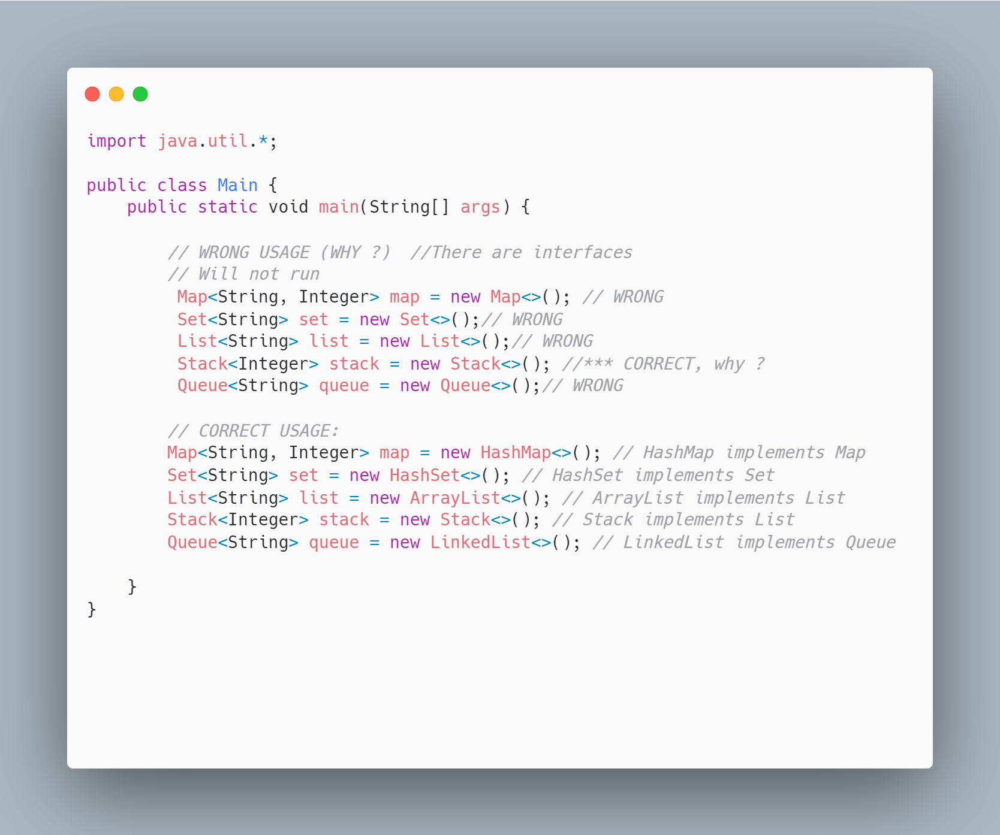 import java.util.*;
public class Main {
public static void main(String[] args) {
// WRONG USAGE (WHY ?)  //There are interfaces
// Will not run
Map<String, Integer> map = new Map<>(); // WRONG
Set<String> set = new Set<>();// WRONG
List<String> list = new List<>();// WRONG
Stack<Integer> stack = new Stack<>(); //*** CORRECT, why ?
Queue<String> queue = new Queue<>();// WRONG
// CORRECT USAGE:
Map<String, Integer> map = new HashMap<>(); // HashMap implements Map
Set<String> set = new HashSet<>(); // HashSet implements Set
List<String> list = new ArrayList<>(); // ArrayList implements List
Stack<Integer> stack = new Stack<>(); // Stack implements List
Queue<String> queue = new LinkedList<>(); // LinkedList implements Queue
}
}